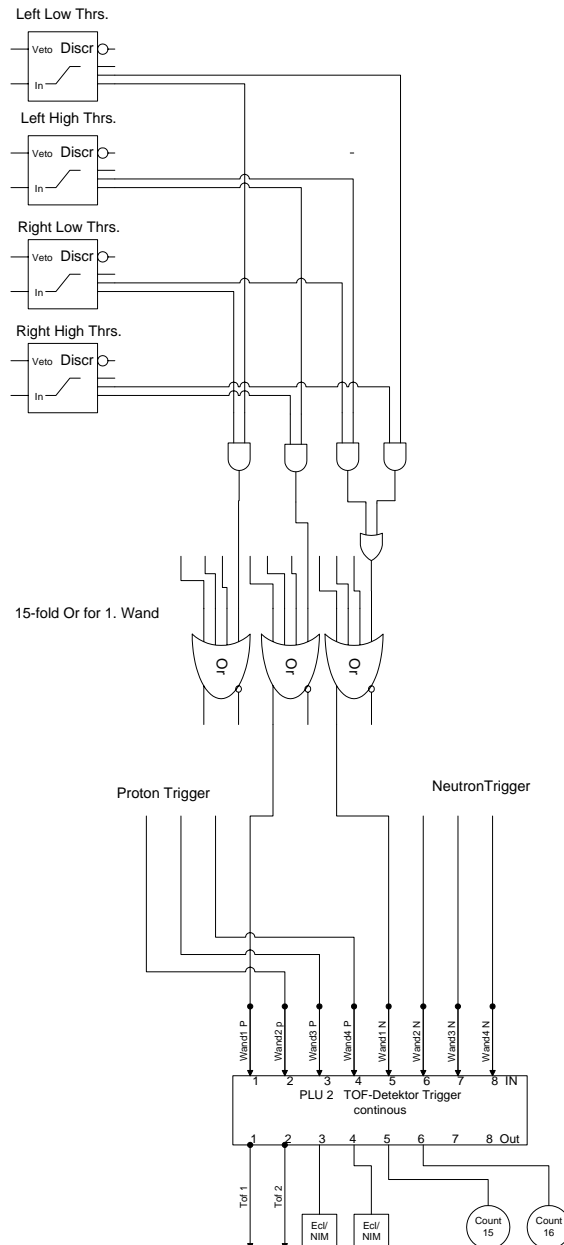 Left Low Thrs.
Veto Discr
In
Left High Thrs.
Veto Discr
In
Right Low Thrs.
Veto Discr
In
Right High Thrs.
Veto Discr
In
15-fold Or for 1. Wand
Or Or Or
Proton Trigger
NeutronTrigger
Wand1 P
Wand2 p
Wand3 P
Wand4 P
Wand1 N
Wand2 N
Wand3 N
Wand4 N
1 2 3 4 5 6 7 8 IN
PLU 2 TOF-Detektor Trigger
continous
1 2 3 4 5 6 7 8 Out
Tof 1
Tof 2
Ecl/
NIM
Ecl/
NIM
Count
15
Count
16